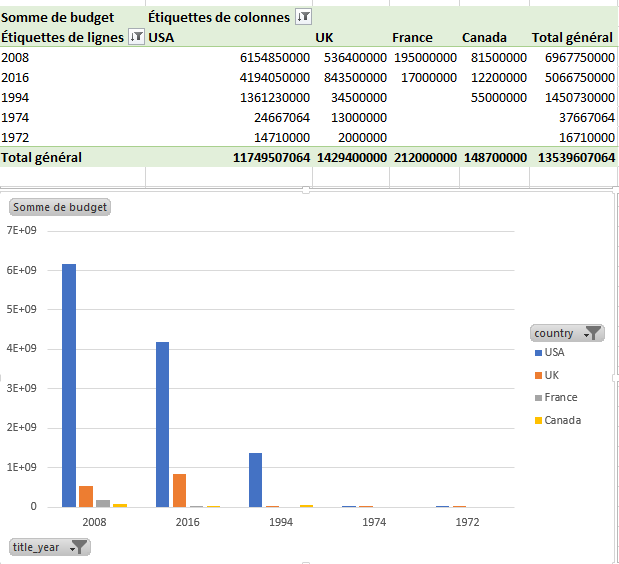 Somme de budget Étiquettes de colonnes
Étiquettes de lignes USA UK France Canada Total général
2008 6154850000 536400000 195000000 81500000 6967750000
2016 4194050000 843500000 17000000 12200000 5066750000
1994 1361230000 34500000 55000000 1450730000
1974 24667064 13000000 37667064
1972 14710000 2000000 16710000
Total général 11749507064 1429400000 212000000 148700000 13539607064
Somme de budget
7E+09
6E+09
5E+09
4E+09
3E+09
2E+09
1E+09
0
2008 2016 1994 1974 1972
country
USA
UK
France
Canada
title_year